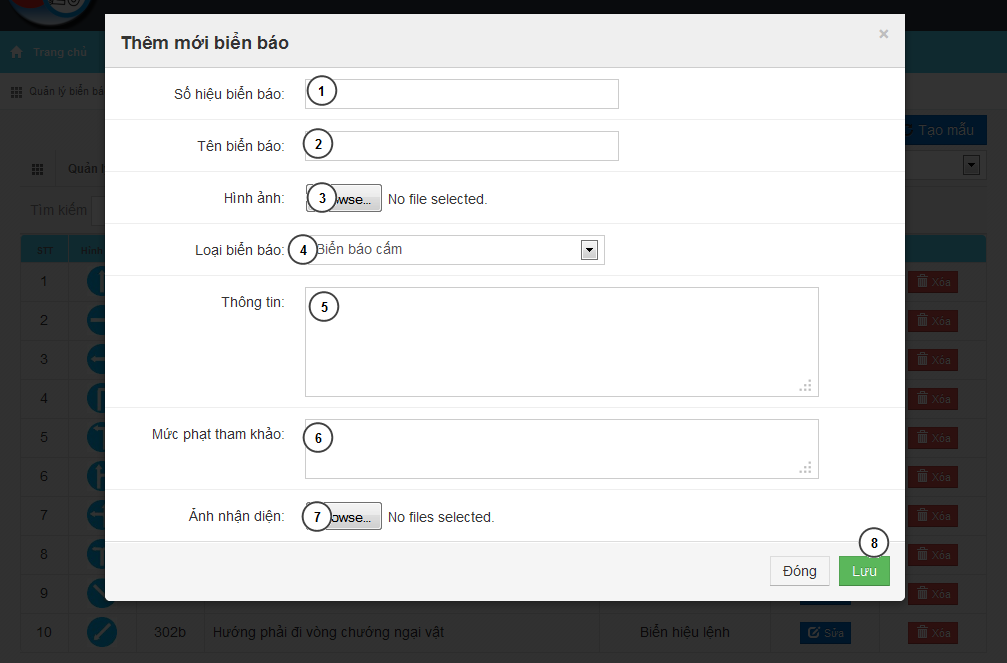 Thêm mới biển báo ×
Trang chủ
Quản lý biển bá
Tạo mẫu
Quản
Tìm kiếm
STT Hình
Số hiệu biển báo: 1
Tên biển báo: 2
Hình ảnh: 3 wse... No file selected.
Loại biển báo: 4 Biển báo cấm
Thông tin: 5
Mức phạt tham khảo: 6
Ảnh nhận diện: 7 owse... No files selected.
8
Đóng Lưu
1 Xóa
2 Xóa
3 Xóa
4 Xóa
5 Xóa
6 Xóa
7 Xóa
8 Xóa
9 Xóa
10 302b Hướng phải đi vòng chướng ngại vật Biển hiệu lệnh Sửa Xóa